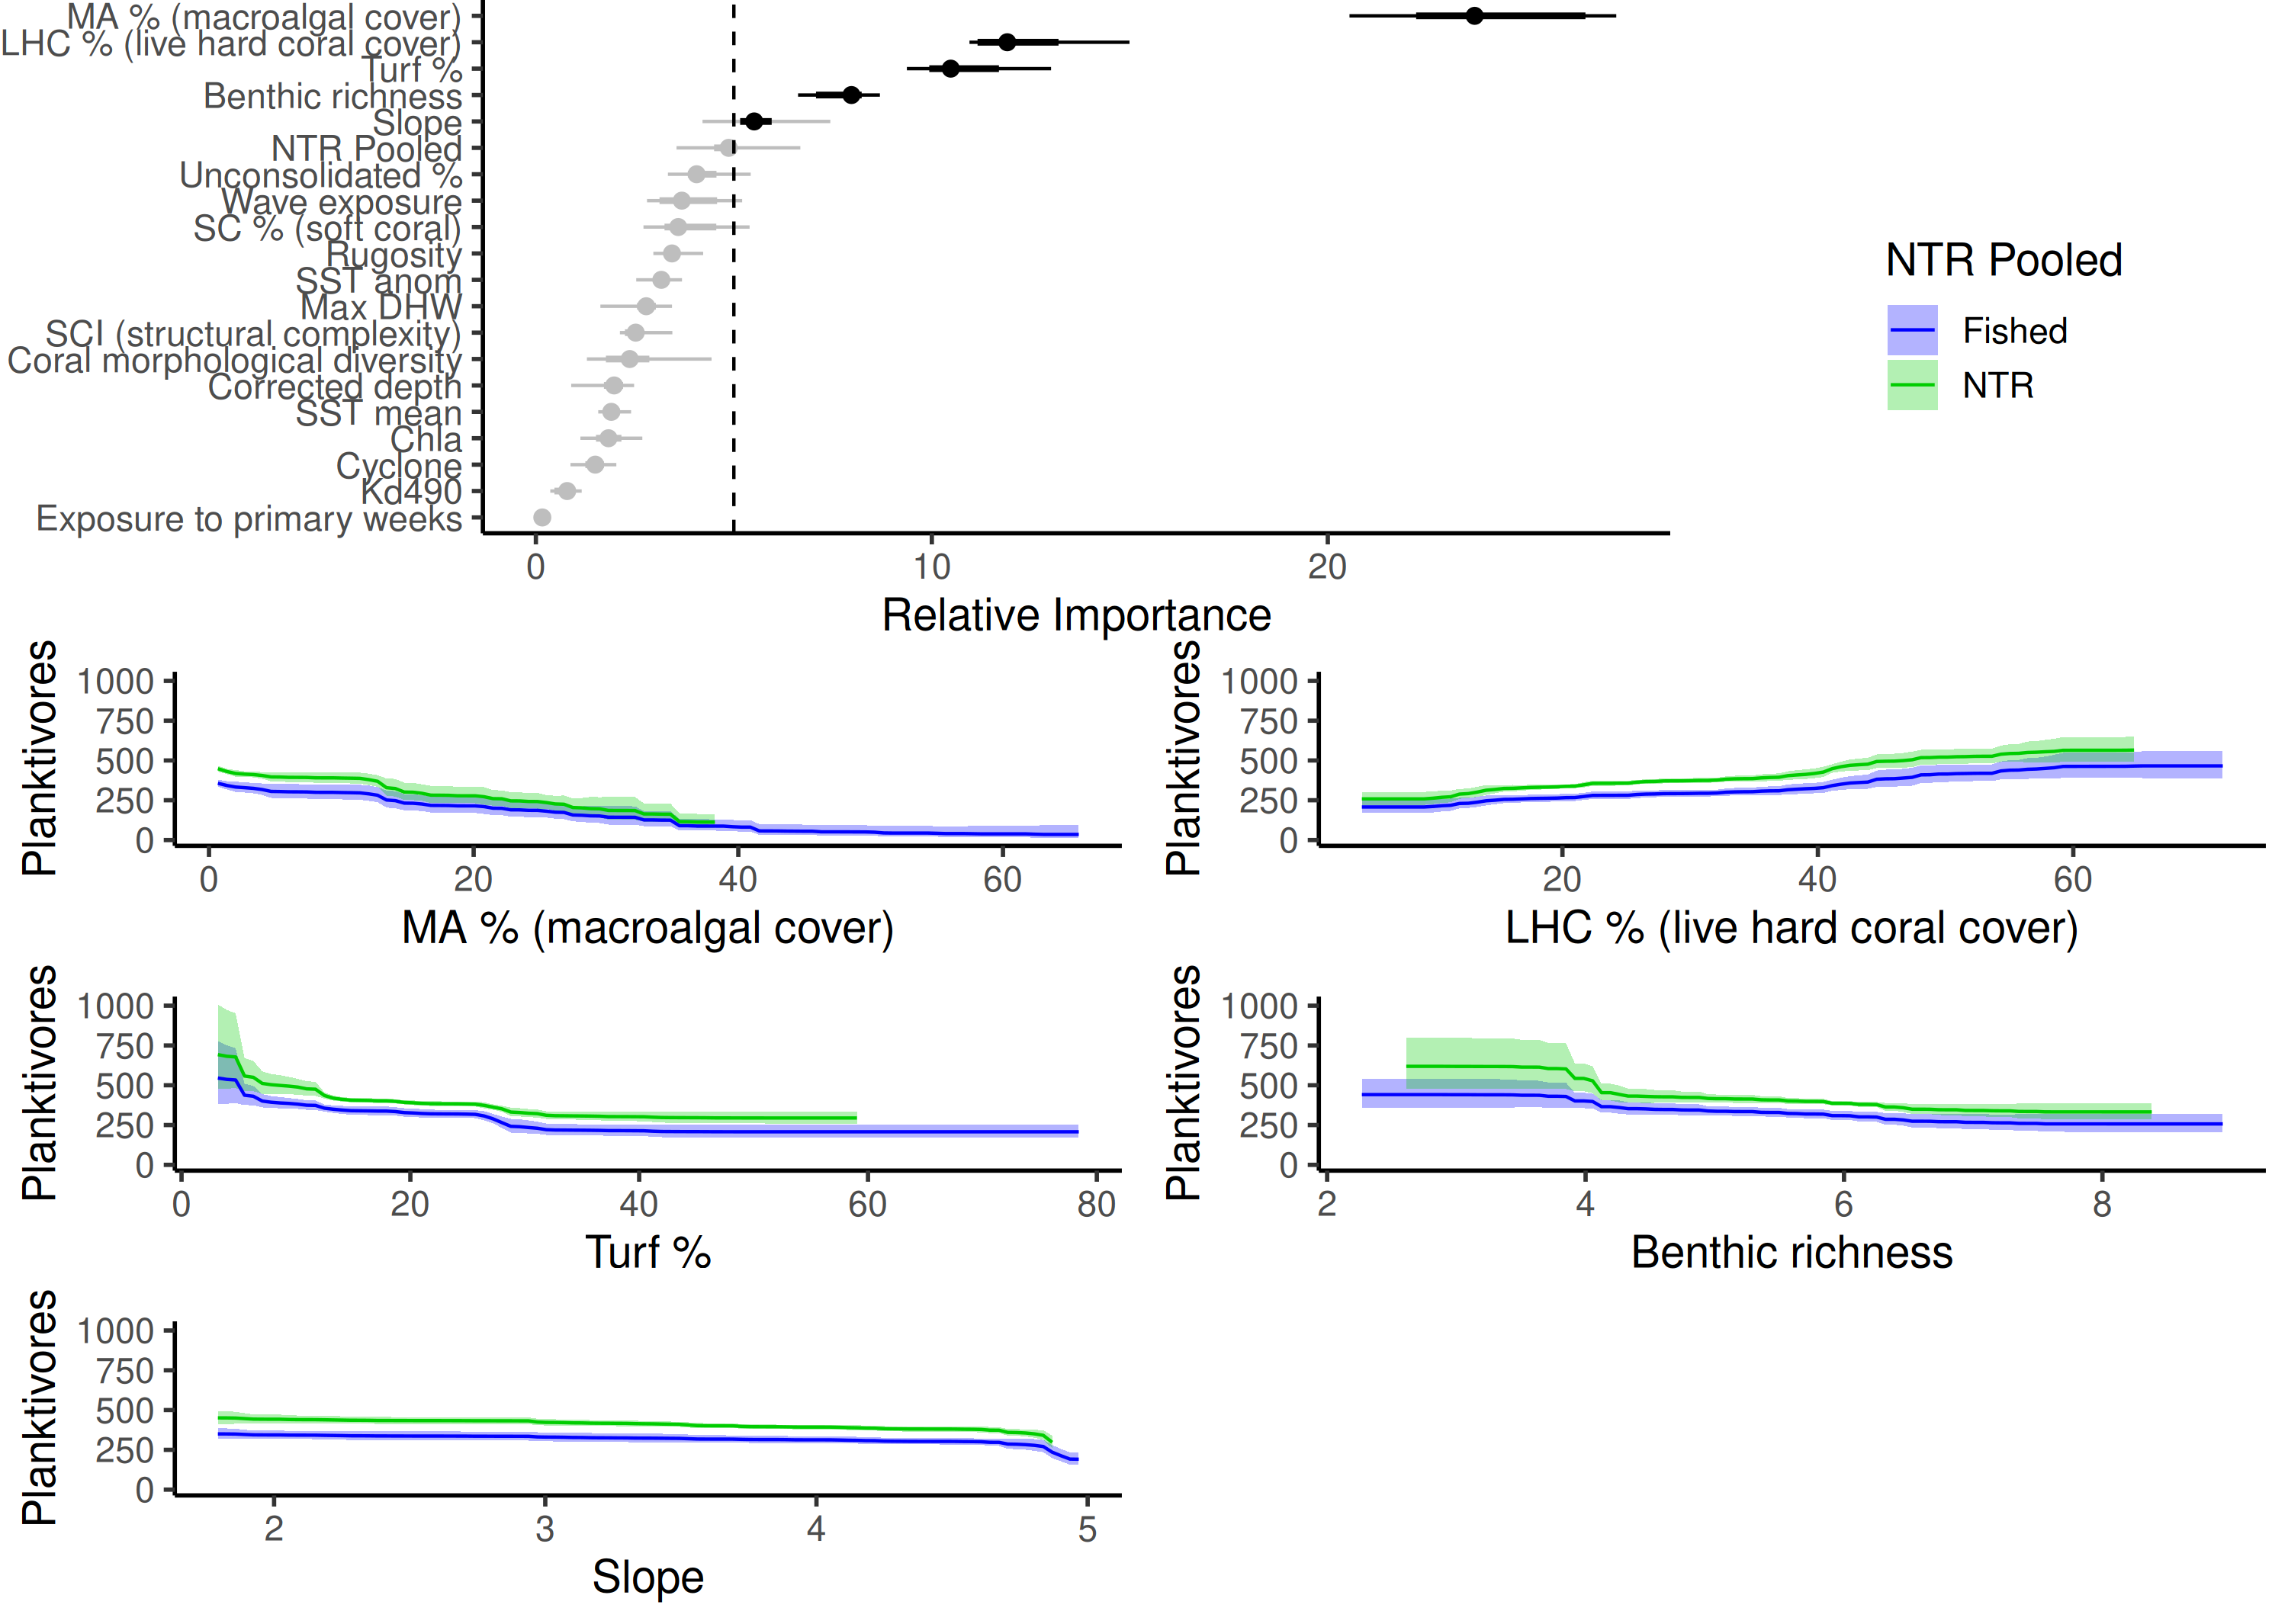 MA % (macroalgal cover)
LHC % (live hard coral cover)
Turf %
Benthic richness
Slope
NTR Pooled
Unconsolidated %
Wave exposure
SC % (soft coral)
Rugosity
SST anom
Max DHW
SCI (structural complexity)
Coral morphological diversity
Corrected depth
SST mean
Chla
Cyclone
Kd490
Exposure to primary weeks
0 10 20
Relative Importance
NTR Pooled
Fished
NTR
Planktivores
1000
750
500
250
0
0 20 40 60
MA % (macroalgal cover)
Planktivores
1000
750
500
250
0
20 40 60
LHC % (live hard coral cover)
Planktivores
1000
750
500
250
0
0 20 40 60 80
Turf %
Planktivores
1000
750
500
250
0
2 4 6 8
Benthic richness
Planktivores
1000
750
500
250
0
2 3 4 5
Slope